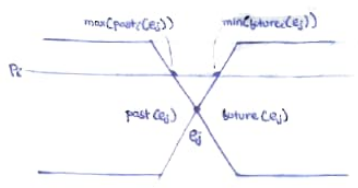 max(pastᵢ(eⱼ)) min(futureᵢ(eⱼ))
Pᵢ
past(eⱼ) future(eⱼ)
eⱼ